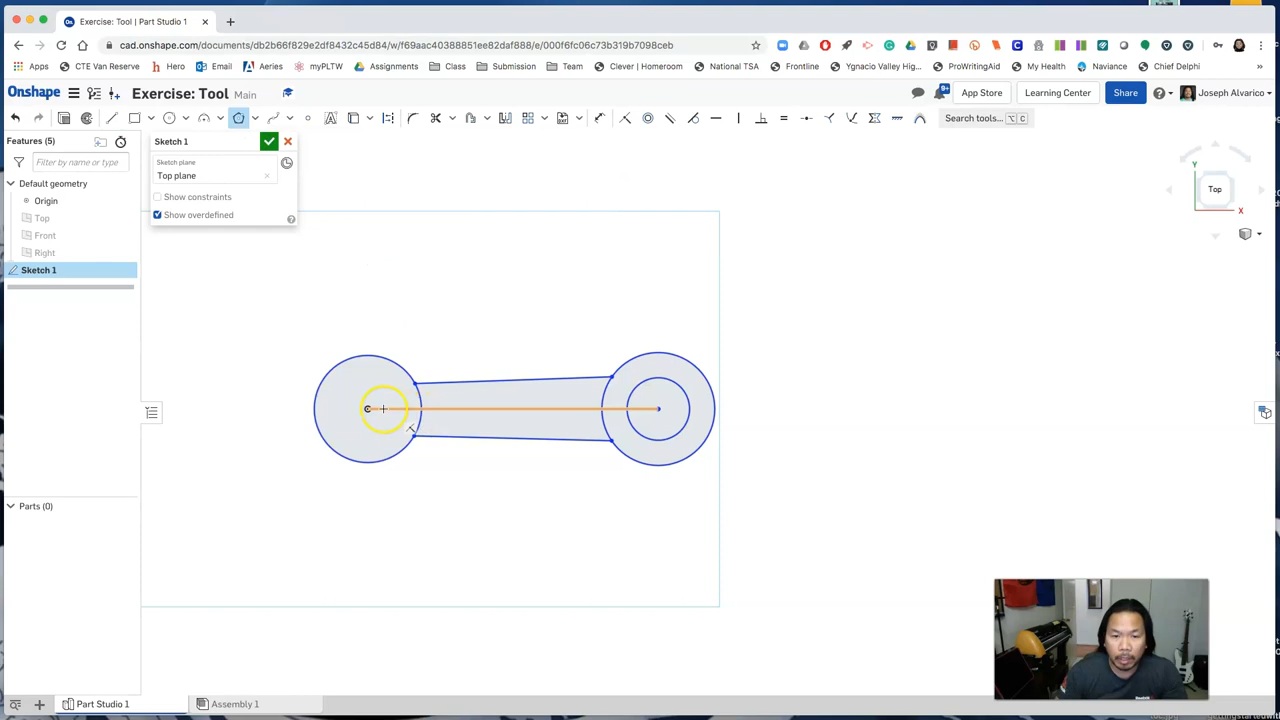 Exercise: Tool | Part Studio 1
cad.onshape.com/documents/db2b66f829e2df8432c45d84/w/f69aac40388851ee82daf888/e/000f6fc06c73b319b7098ceb
Apps CTE Van Reserve Hero Email Aeries myPLTW Assignments Class Submission Team Clever | Homeroom National TSA Frontline Ygnacio Valley Hig... ProWritingAid My Health Naviance Chief Delphi »
Onshape Exercise: Tool Main 9+ App Store Learning Center Share Joseph Alvarico
Search tools... C
Features (5)
Filter by name or type
Default geometry
Origin
Top
Front
Right
Sketch 1
Sketch 1
Sketch plane
Top plane
Show constraints
Show overdefined
Y
Top
X
Parts (0)
Part Studio 1 Assembly 1